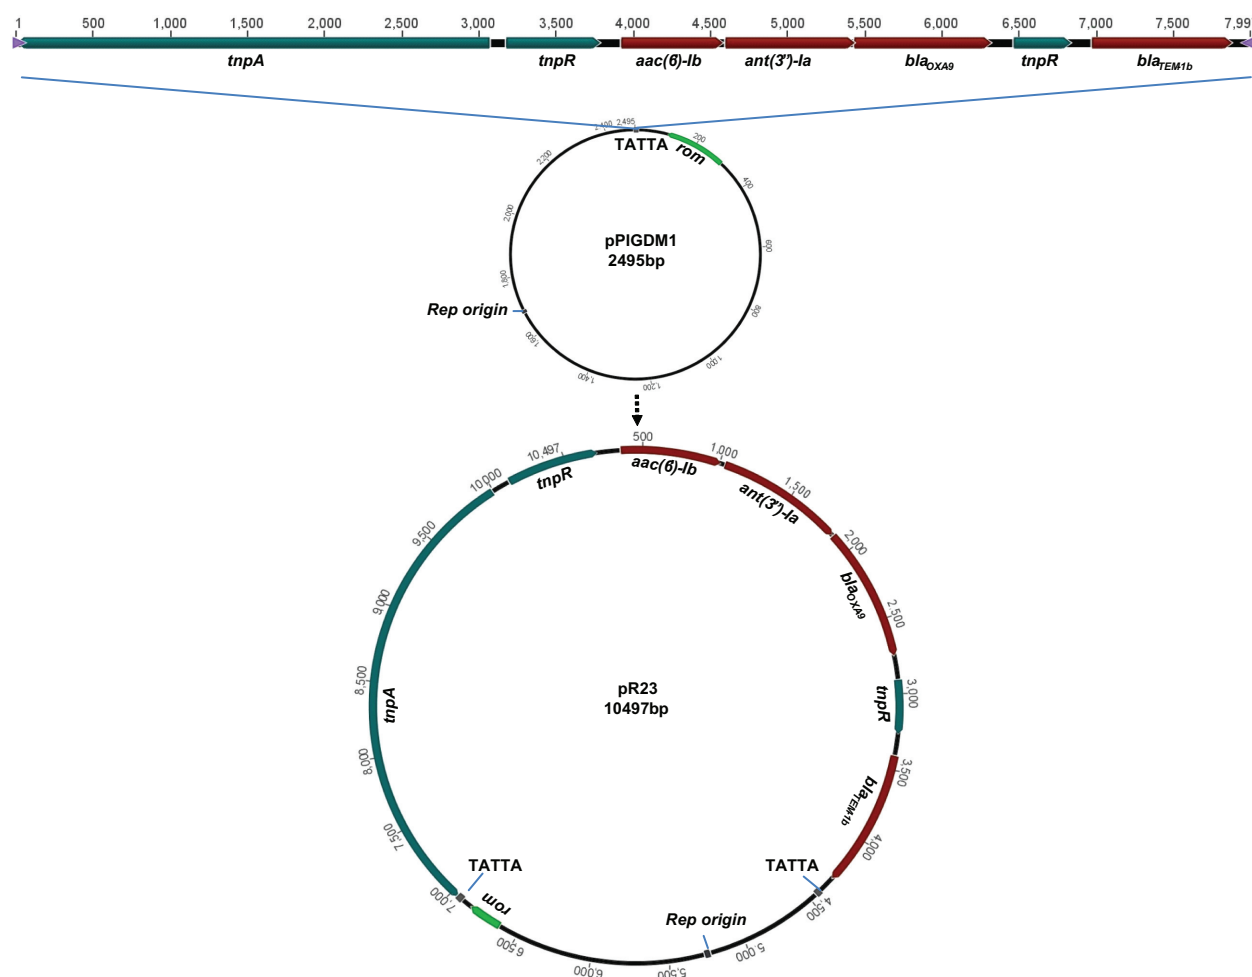 1 500 1,000 1,500 2,000 2,500 3,000 3,500 4,000 4,500 5,000 5,500 6,000 6,500 7,000 7,500 7,99
tnpA tnpR aac(6)-Ib ant(3'')-Ia blaOXA9 tnpR blaTEM1b
2,400 2,495 200
TATTA rom
2,200 400
2,000 600
pPIGDM1
2495bp
1,800 800
Rep origin
1,600 1,000
1,400 1,200
10,497 500 1,000
10,000 tnpR aac(6)-Ib ant(3'')-Ia 1,500
9,500 2,000
9,000 blaOXA9 2,500
8,500 tnpA pR23 tnpR 3,000
10497bp
8,000 3,500
blaTEM-1b
7,500 4,000
TATTA TATTA
7,000 rom 4,500
Rep origin
6,500 5,000
6,000 5,500